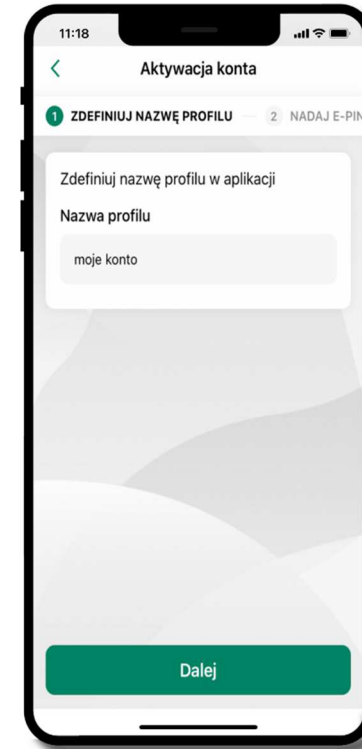 11:18
Aktywacja konta
1 ZDEFINIUJ NAZWĘ PROFILU 2 NADAJ E-PIN
Zdefiniuj nazwę profilu w aplikacji
Nazwa profilu
moje konto
Dalej